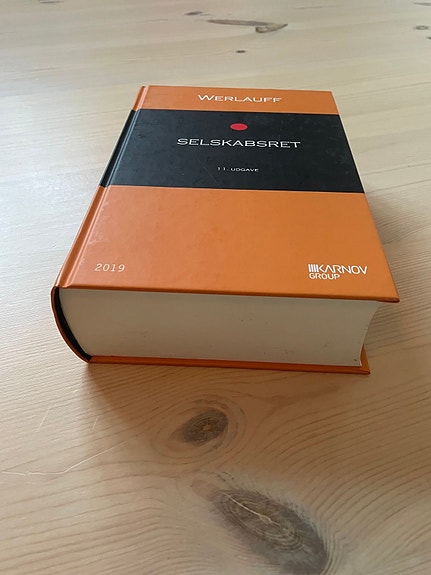 WERLAUFF
SELSKABSRET
11. UDGAVE
2019
KARNOV
GROUP